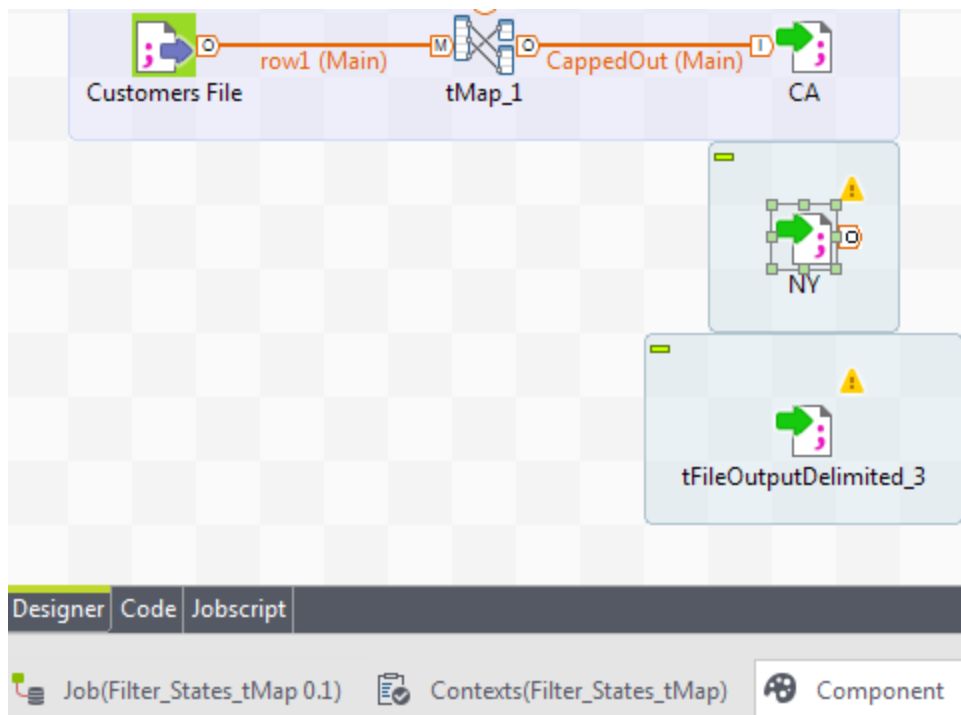 O
row1 (Main)
M
O
CappedOut (Main)
I
Customers File
tMap_1
CA
O
NY
tFileOutputDelimited_3
Designer Code Jobscript
Job(Filter_States_tMap 0.1) Contexts(Filter_States_tMap) Component